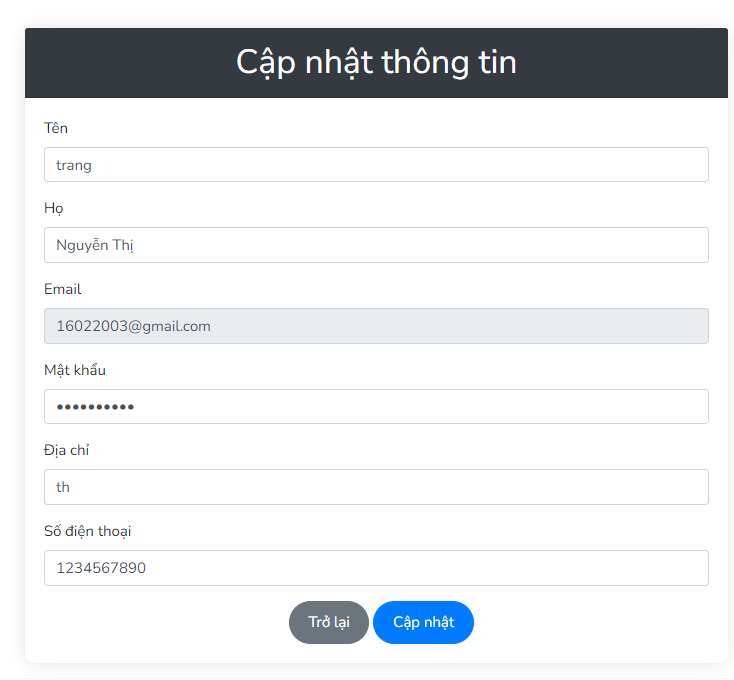 Cập nhật thông tin
Tên
trang
Họ
Nguyễn Thị
Email
16022003@gmail.com
Mật khẩu
••••••••••
Địa chỉ
th
Số điện thoại
1234567890
Trở lại Cập nhật